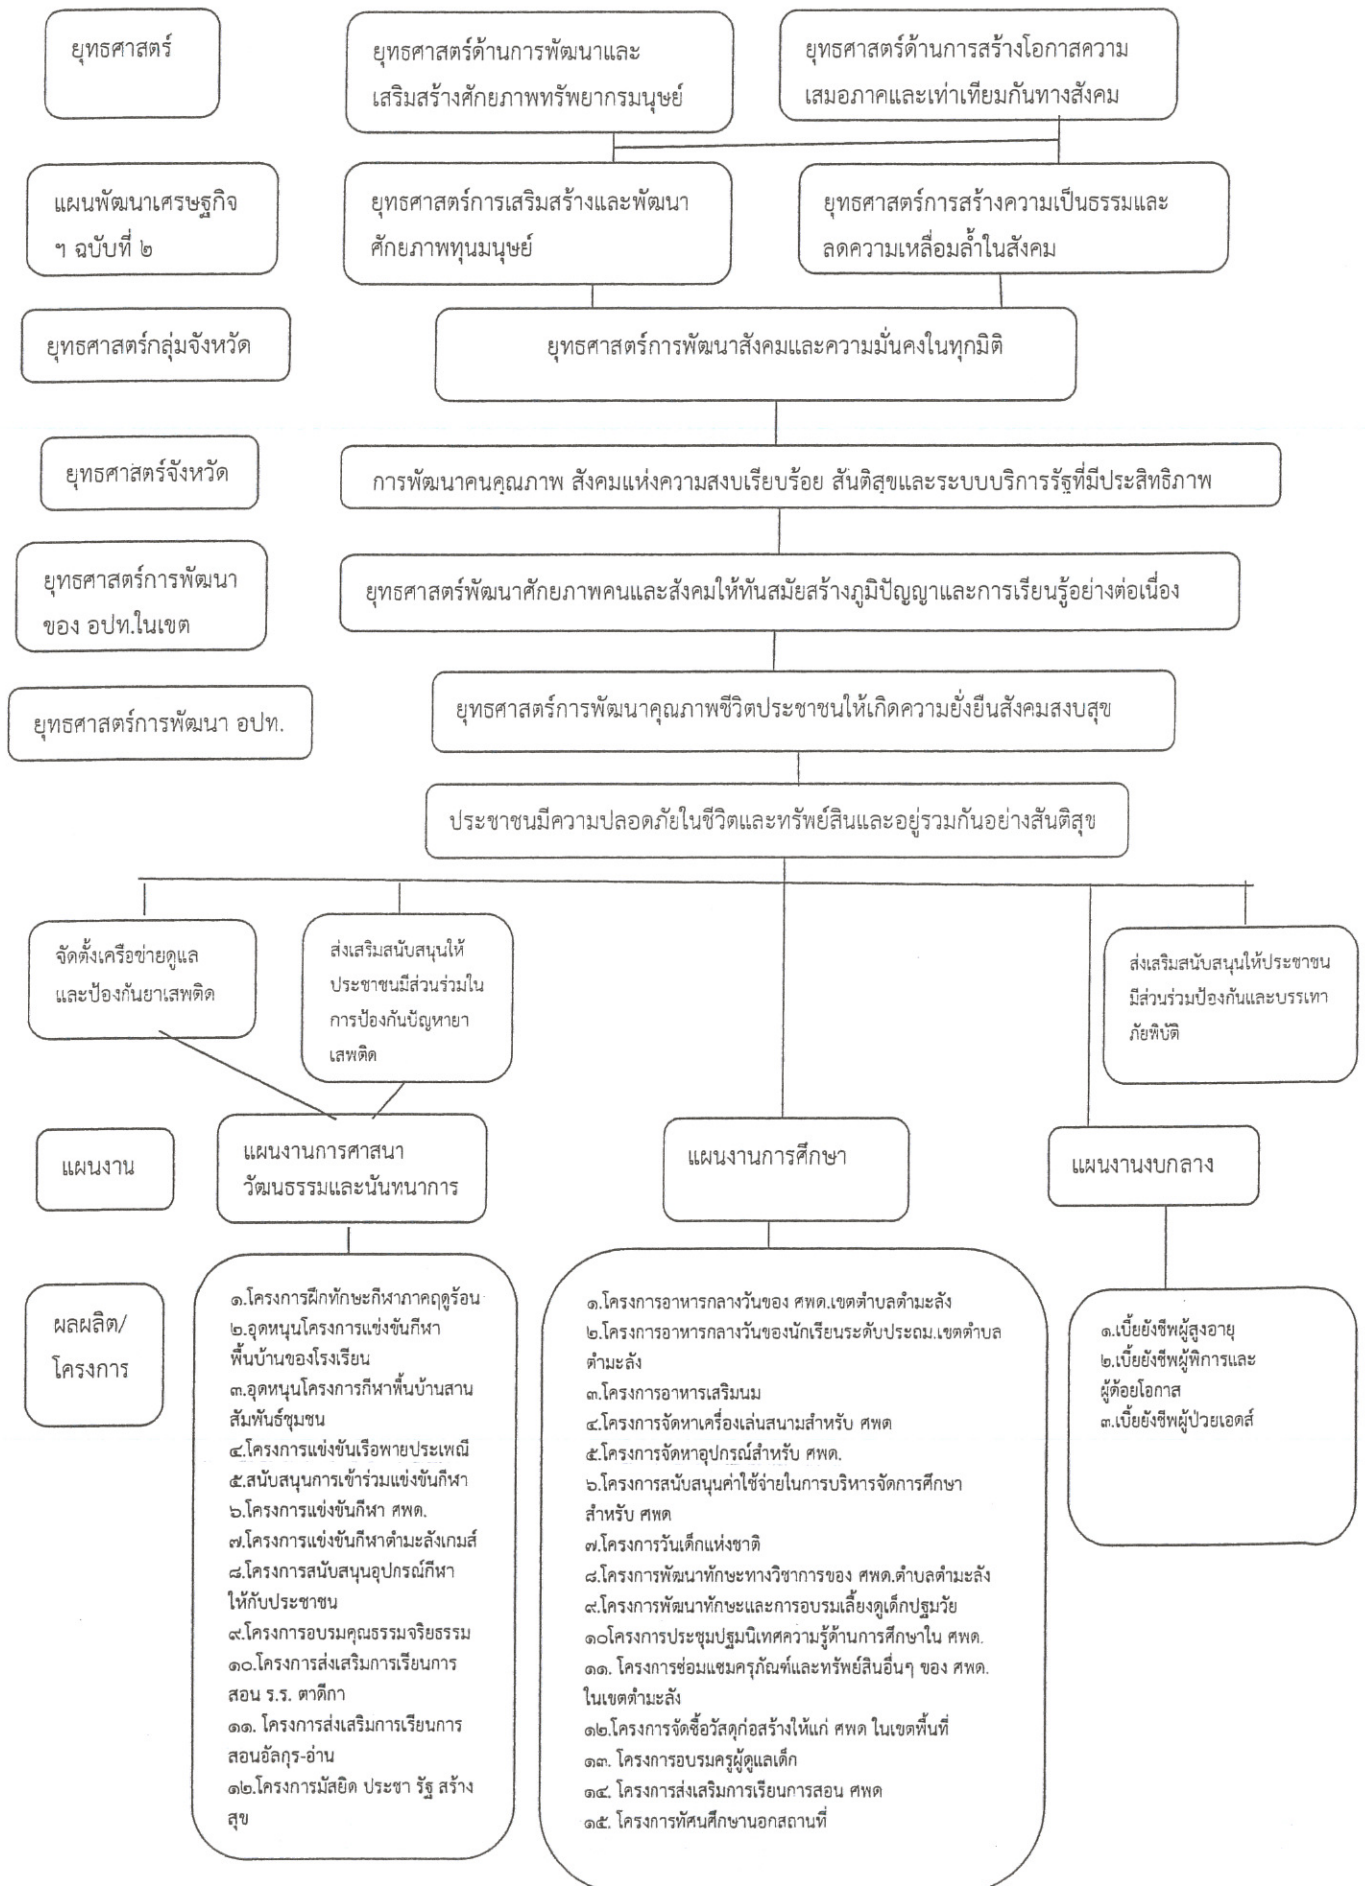 ยุทธศาสตร์
ยุทธศาสตร์ด้านการพัฒนาและ
เสริมสร้างศักยภาพทรัพยากรมนุษย์
ยุทธศาสตร์ด้านการสร้างโอกาสความ
เสมอภาคและเท่าเทียมกันทางสังคม
แผนพัฒนาเศรษฐกิจ
ฯ ฉบับที่ ๒
ยุทธศาสตร์การเสริมสร้างและพัฒนา
ศักยภาพทุนมนุษย์
ยุทธศาสตร์การสร้างความเป็นธรรมและ
ลดความเหลื่อมล้ำในสังคม
ยุทธศาสตร์กลุ่มจังหวัด
ยุทธศาสตร์การพัฒนาสังคมและความมั่นคงในทุกมิติ
ยุทธศาสตร์จังหวัด
การพัฒนาคนคุณภาพ สังคมแห่งความสงบเรียบร้อย สันติสุขและระบบบริการรัฐที่มีประสิทธิภาพ
ยุทธศาสตร์การพัฒนา
ของ อปท.ในเขต
ยุทธศาสตร์พัฒนาศักยภาพคนและสังคมให้ทันสมัยสร้างภูมิปัญญาและการเรียนรู้อย่างต่อเนื่อง
ยุทธศาสตร์การพัฒนา อปท.
ยุทธศาสตร์การพัฒนาคุณภาพชีวิตประชาชนให้เกิดความยั่งยืนสังคมสงบสุข
ประชาชนมีความปลอดภัยในชีวิตและทรัพย์สินและอยู่รวมกันอย่างสันติสุข
จัดตั้งเครือข่ายดูแล
และป้องกันยาเสพติด
ส่งเสริมสนับสนุนให้
ประชาชนมีส่วนร่วมใน
การป้องกันปัญหายา
เสพติด
ส่งเสริมสนับสนุนให้ประชาชน
มีส่วนร่วมป้องกันและบรรเทา
ภัยพิบัติ
แผนงาน
แผนงานการศาสนา
วัฒนธรรมและนันทนาการ
แผนงานการศึกษา
แผนงานงบกลาง
ผลผลิต/
โครงการ
๑.โครงการฝึกทักษะกีฬาภาคฤดูร้อน
๒.อุดหนุนโครงการแข่งขันกีฬา
พื้นบ้านของโรงเรียน
๓.อุดหนุนโครงการกีฬาพื้นบ้านสาน
สัมพันธ์ชุมชน
๔.โครงการแข่งขันเรือพายประเพณี
๕.สนับสนุนการเข้าร่วมแข่งขันกีฬา
๖.โครงการแข่งขันกีฬา ศพด.
๗.โครงการแข่งขันกีฬาตำมะลังเกมส์
๘.โครงการสนับสนุนอุปกรณ์กีฬา
ให้กับประชาชน
๙.โครงการอบรมคุณธรรมจริยธรรม
๑๐.โครงการส่งเสริมการเรียนการ
สอน ร.ร. ตาดีกา
๑๑. โครงการส่งเสริมการเรียนการ
สอนอัลกุร-อ่าน
๑๒.โครงการมัสยิด ประชา รัฐ สร้าง
สุข
๑.โครงการอาหารกลางวันของ ศพด.เขตตำบลตำมะลัง
๒.โครงการอาหารกลางวันของนักเรียนระดับประถม.เขตตำบล
ตำมะลัง
๓.โครงการอาหารเสริมนม
๔.โครงการจัดหาเครื่องเล่นสนามสำหรับ ศพด
๕.โครงการจัดหาอุปกรณ์สำหรับ ศพด.
๖.โครงการสนับสนุนค่าใช้จ่ายในการบริหารจัดการศึกษา
สำหรับ ศพด
๗.โครงการวันเด็กแห่งชาติ
๘.โครงการพัฒนาทักษะทางวิชาการของ ศพด.ตำบลตำมะลัง
๙.โครงการพัฒนาทักษะและการอบรมเลี้ยงดูเด็กปฐมวัย
๑๐โครงการประชุมปฐมนิเทศความรู้ด้านการศึกษาใน ศพด.
๑๑. โครงการซ่อมแซมครุภัณฑ์และทรัพย์สินอื่นๆ ของ ศพด.
ในเขตตำมะลัง
๑๒.โครงการจัดซื้อวัสดุก่อสร้างให้แก่ ศพด ในเขตพื้นที่
๑๓. โครงการอบรมครูผู้ดูแลเด็ก
๑๔. โครงการส่งเสริมการเรียนการสอน ศพด
๑๕. โครงการทัศนศึกษานอกสถานที่
๑.เบี้ยยังชีพผู้สูงอายุ
๒.เบี้ยยังชีพผู้พิการและ
ผู้ด้อยโอกาส
๓.เบี้ยยังชีพผู้ป่วยเอดส์